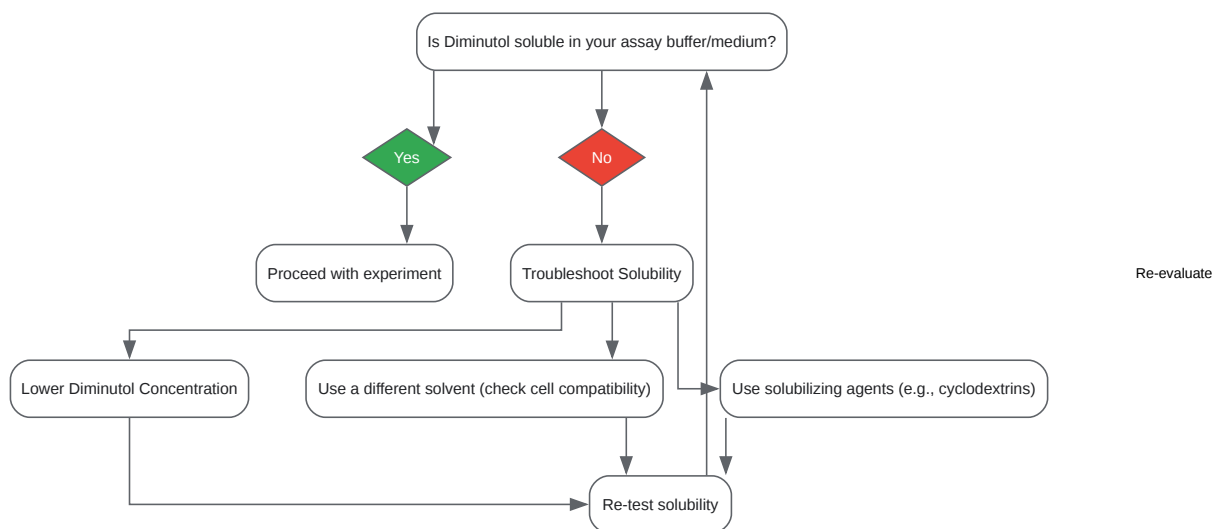 Is Diminutol soluble in your assay buffer/medium?
Yes
No
Proceed with experiment
Troubleshoot Solubility
Re-evaluate
Lower Diminutol Concentration
Use a different solvent (check cell compatibility)
Use solubilizing agents (e.g., cyclodextrins)
Re-test solubility